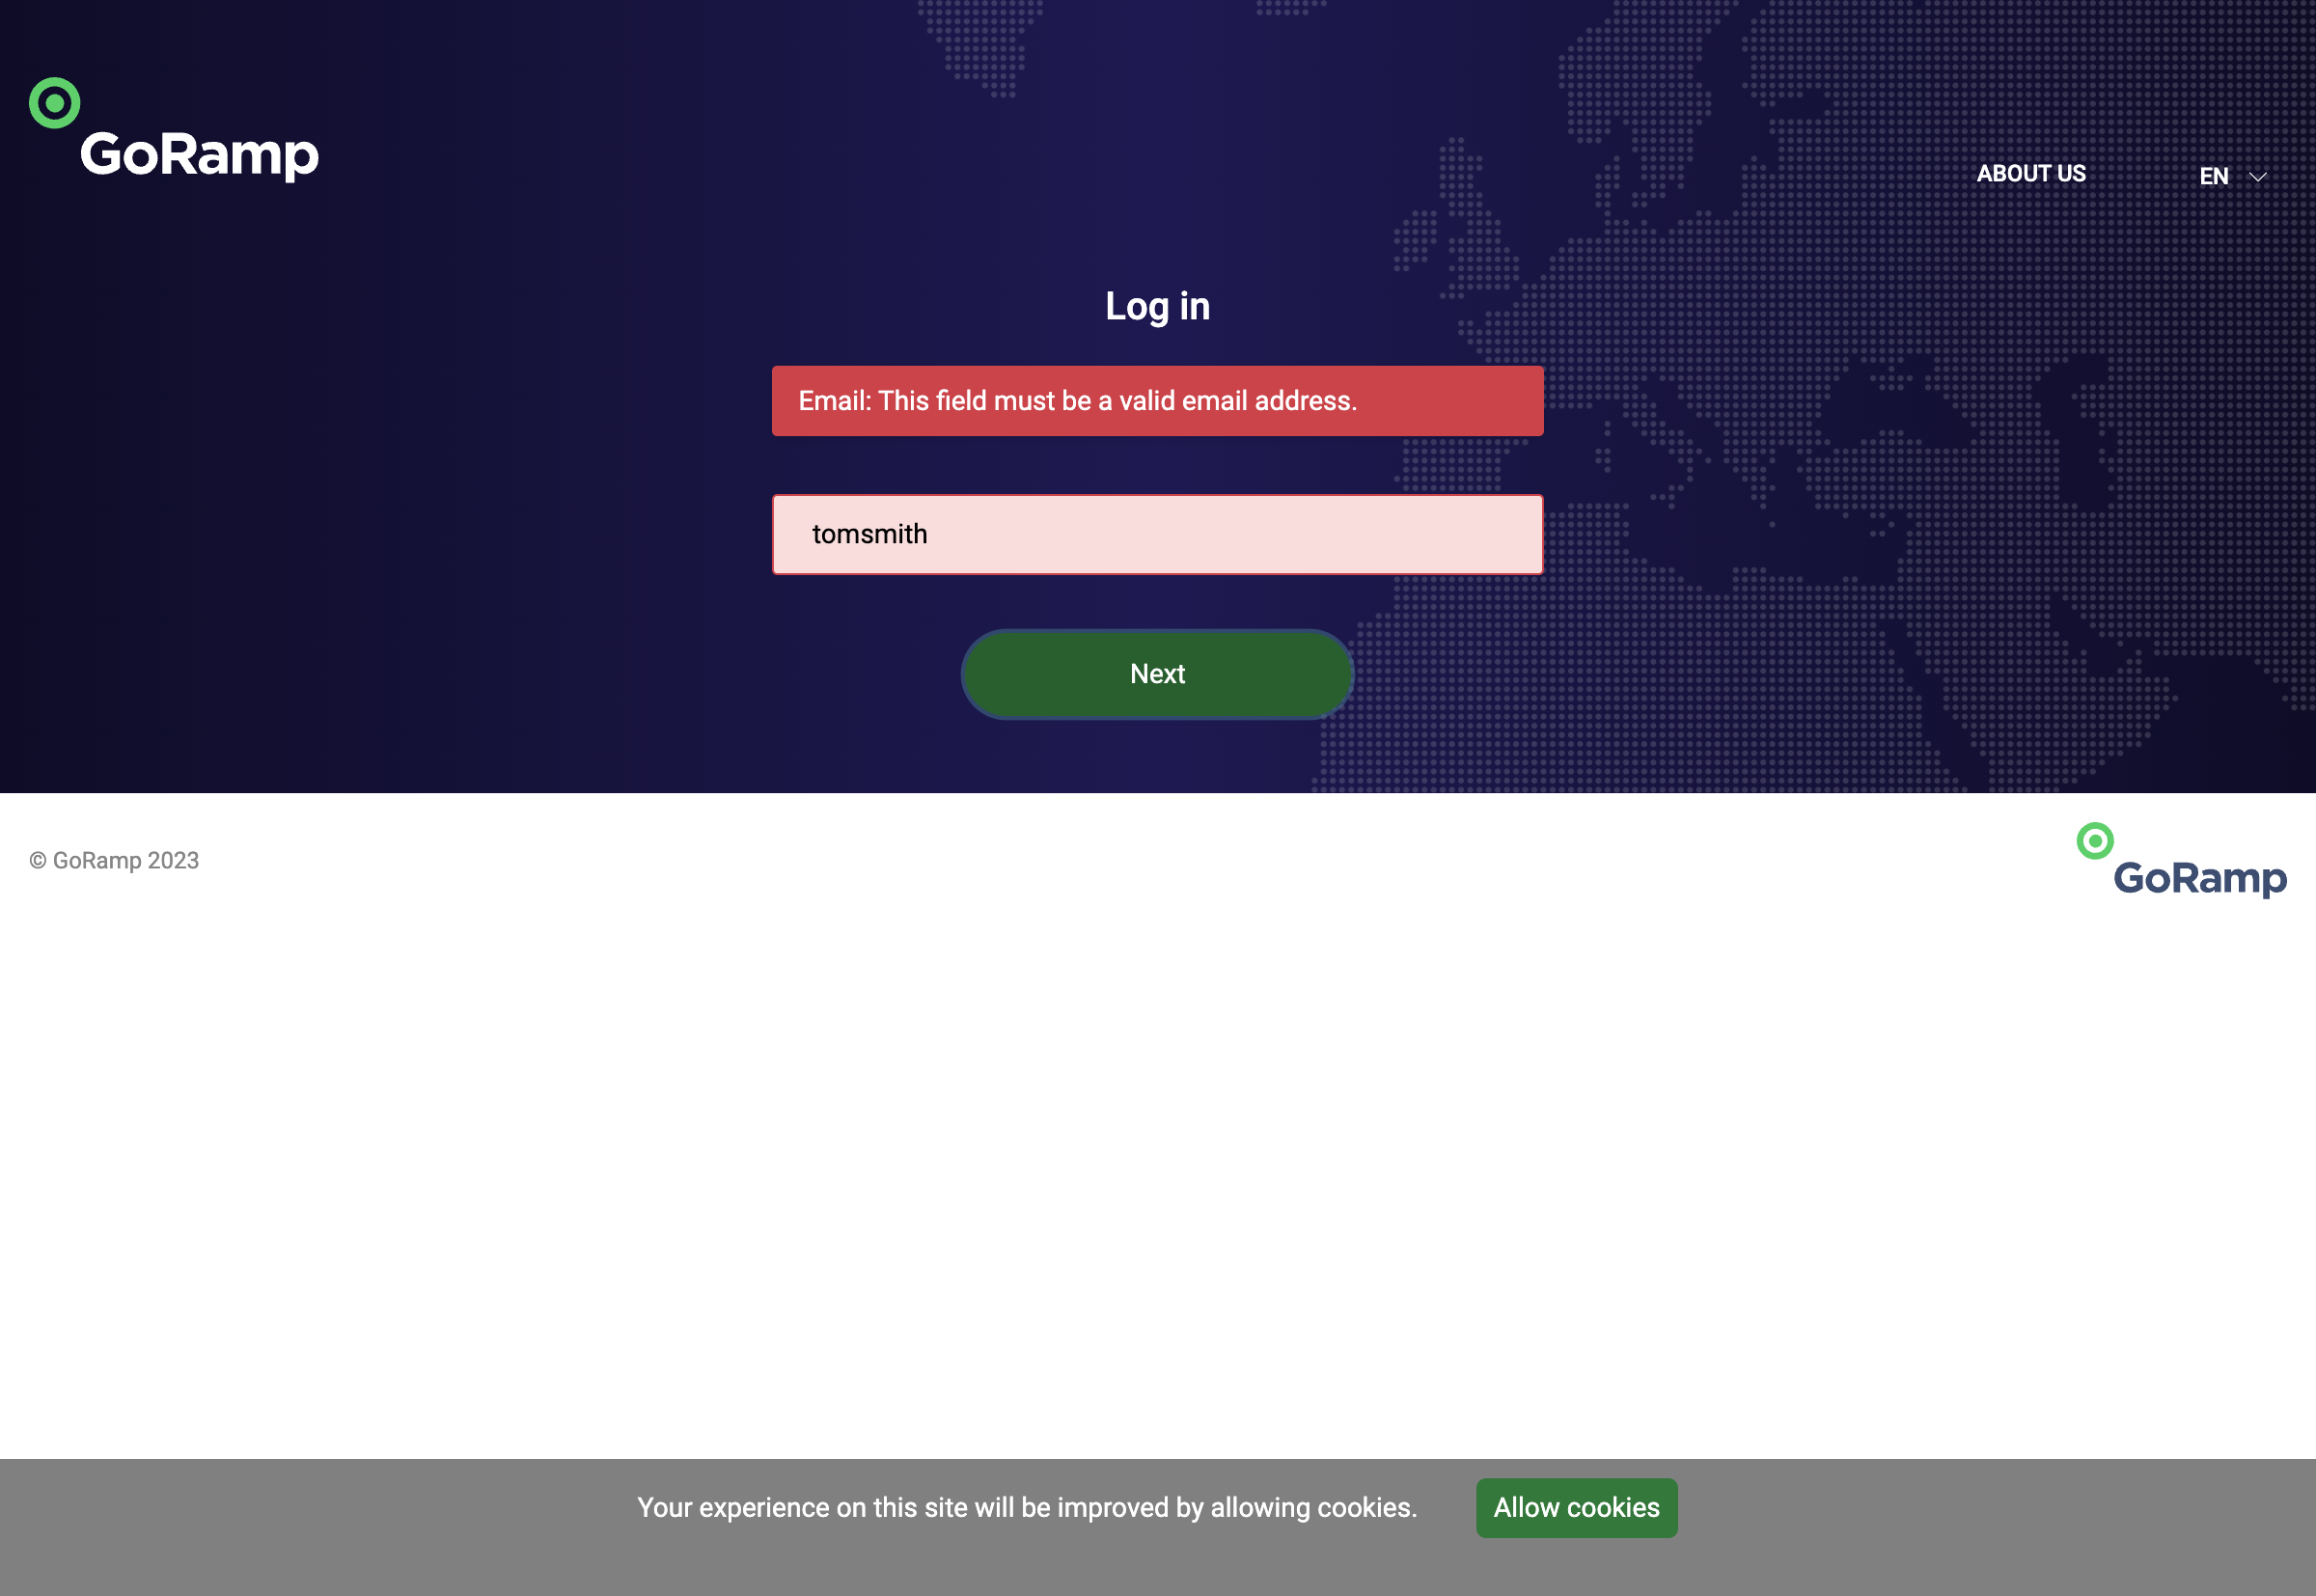 GoRamp
ABOUT US
EN
Log in
Email: This field must be a valid email address.
tomsmith
Next
© GoRamp 2023
GoRamp
Your experience on this site will be improved by allowing cookies.
Allow cookies